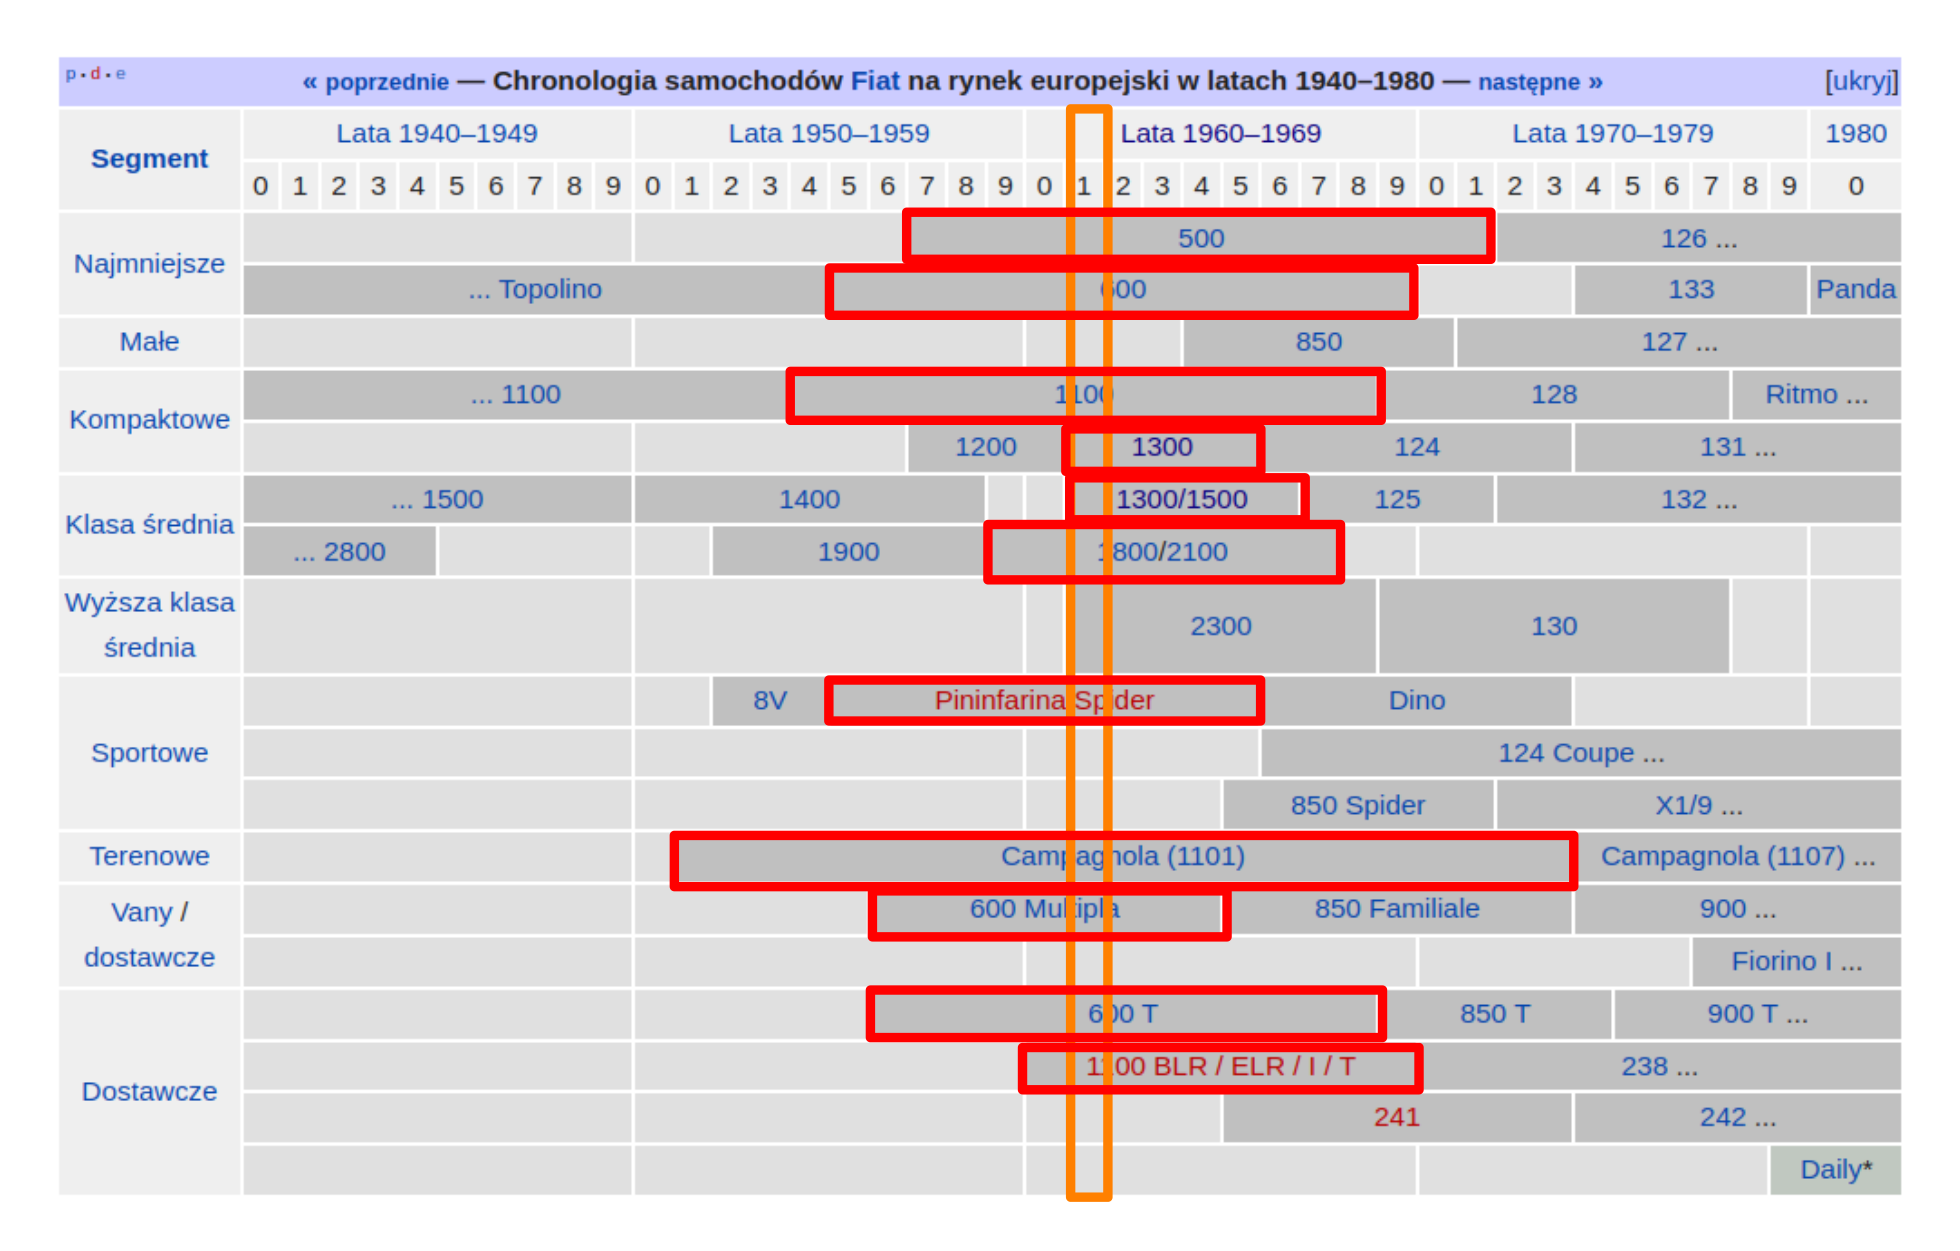 p·d·e « poprzednie — Chronologia samochodów Fiat na rynek europejski w latach 1940–1980 — następne » [ukryj]
Segment Lata 1940–1949 Lata 1950–1959 Lata 1960–1969 Lata 1970–1979 1980
0 1 2 3 4 5 6 7 8 9 0 1 2 3 4 5 6 7 8 9 0 1 2 3 4 5 6 7 8 9 0 1 2 3 4 5 6 7 8 9 0
Najmniejsze 500 126 ...
... Topolino 600 133 Panda
Małe 850 127 ...
Kompaktowe ... 1100 1100 128 Ritmo ...
1200 1300 124 131 ...
Klasa średnia ... 1500 1400 1300/1500 125 132 ...
... 2800 1900 1800/2100
Wyższa klasa
średnia 2300 130
Sportowe 8V Pininfarina Spider Dino
124 Coupe ...
850 Spider X1/9 ...
Terenowe Campagnola (1101) Campagnola (1107) ...
Vany /
dostawcze 600 Multipla 850 Familiale 900 ...
Fiorino I ...
Dostawcze 600 T 850 T 900 T ...
1100 BLR / ELR / I / T 238 ...
241 242 ...
Daily*